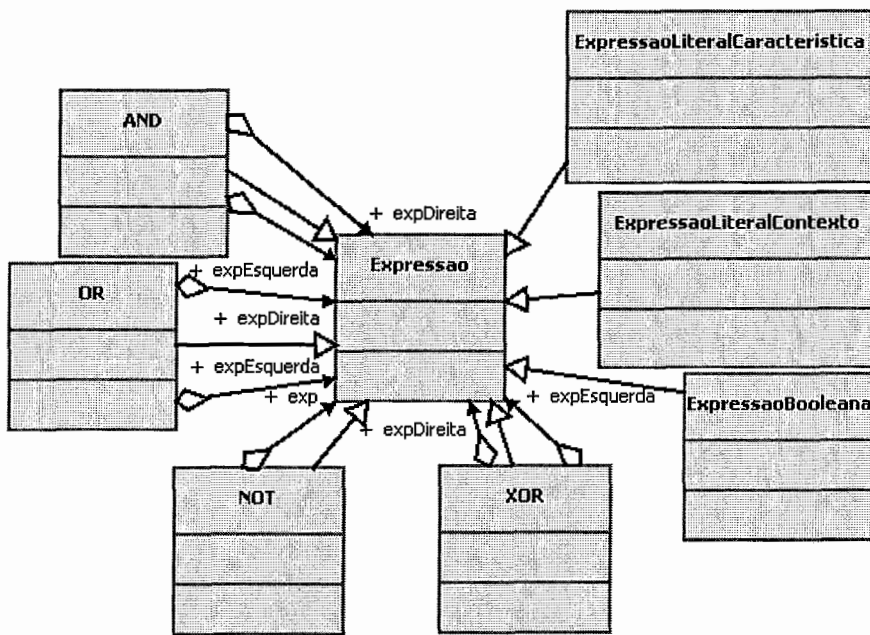 ExpressaoLiteralCaracteristica
AND
+ expDireita
ExpressaoLiteralContexto
Expressao
+ expEsquerda
OR
+ expDireita
+ expEsquerda
+ exp
+ expEsquerda
ExpressaoBooleana
+ expDireita
NOT
XOR